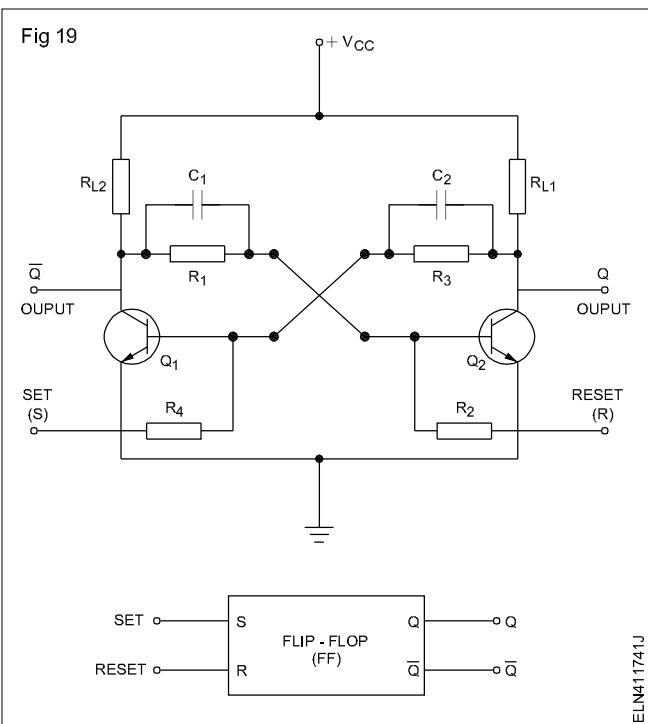 Fig 19
+ VCC
RL2
C1
C2
RL1
R1
R3
Q̅
Q
OUPUT
OUPUT
Q1
Q2
SET
(S)
R4
R2
RESET
(R)
SET
S
FLIP - FLOP
(FF)
Q
Q
RESET
R
Q̅
Q̅
ELN411741J